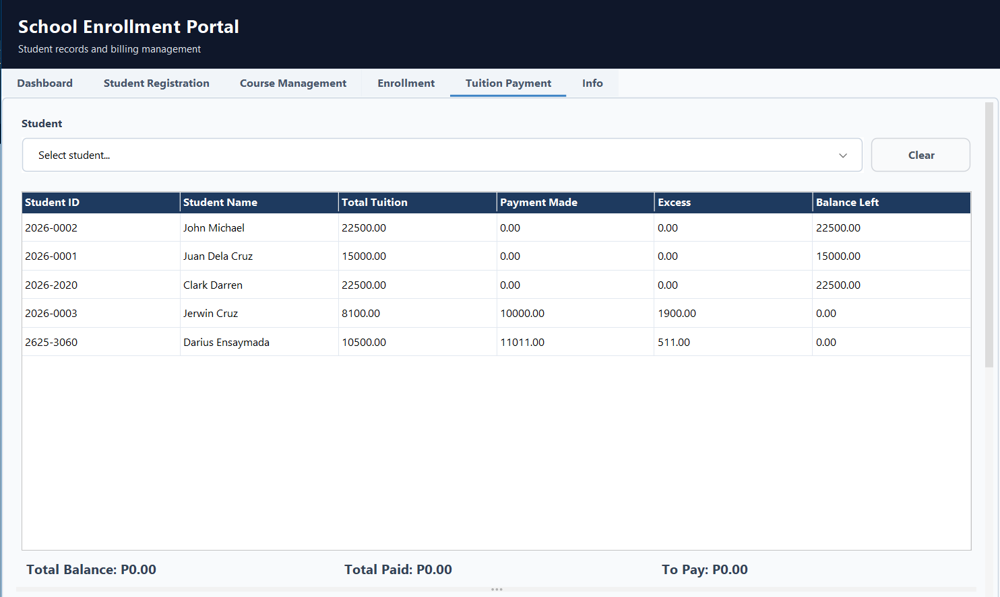 School Enrollment Portal
Student records and billing management
Dashboard Student Registration Course Management Enrollment Tuition Payment Info
Student
Select student... Clear
Student ID Student Name Total Tuition Payment Made Excess Balance Left
2026-0002 John Michael 22500.00 0.00 0.00 22500.00
2026-0001 Juan Dela Cruz 15000.00 0.00 0.00 15000.00
2026-2020 Clark Darren 22500.00 0.00 0.00 22500.00
2026-0003 Jerwin Cruz 8100.00 10000.00 1900.00 0.00
2625-3060 Darius Ensaymada 10500.00 11011.00 511.00 0.00
Total Balance: P0.00 Total Paid: P0.00 To Pay: P0.00